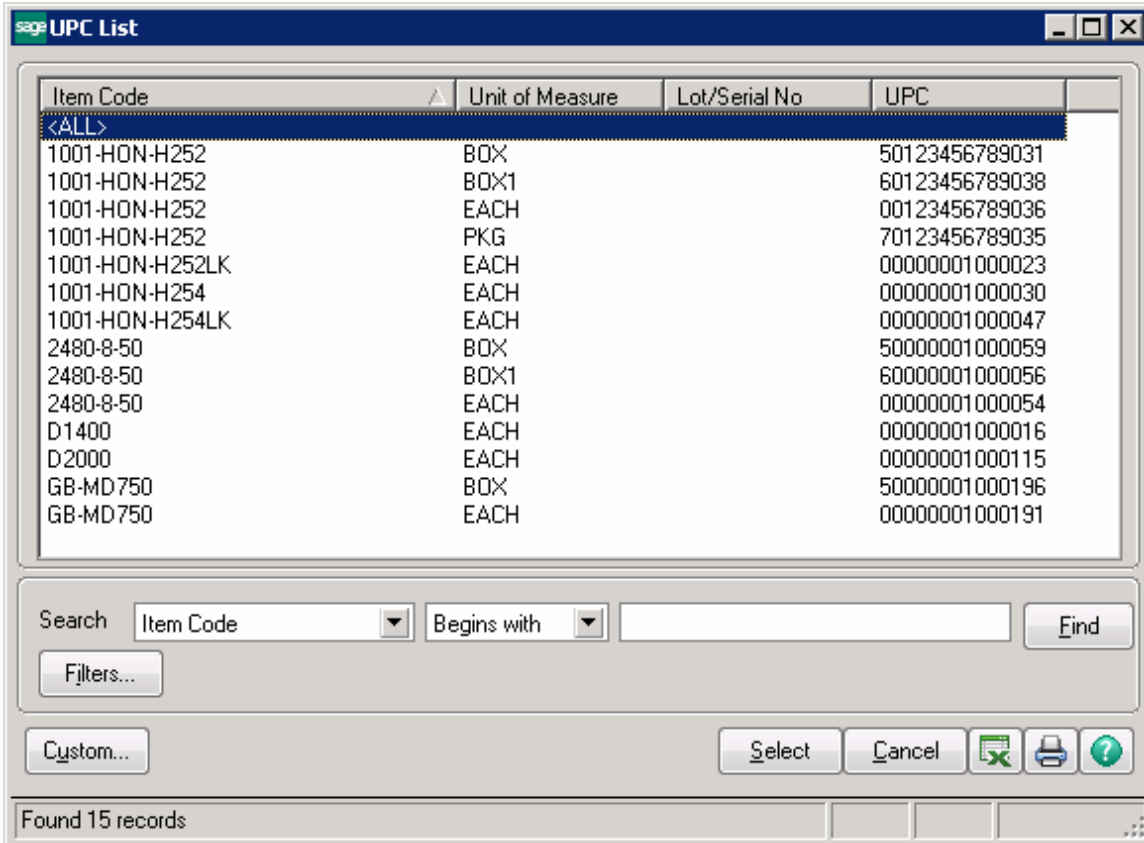 sage UPC List
Item Code Unit of Measure Lot/Serial No UPC
<ALL>
1001-HON-H252 BOX 50123456789031
1001-HON-H252 BOX1 60123456789038
1001-HON-H252 EACH 00123456789036
1001-HON-H252 PKG 70123456789035
1001-HON-H252LK EACH 00000001000023
1001-HON-H254 EACH 00000001000030
1001-HON-H254LK EACH 00000001000047
2480-8-50 BOX 50000001000059
2480-8-50 BOX1 60000001000056
2480-8-50 EACH 00000001000054
D1400 EACH 00000001000016
D2000 EACH 00000001000115
GB-MD750 BOX 50000001000196
GB-MD750 EACH 00000001000191
Search Item Code Begins with Find
Filters...
Custom... Select Cancel ?
Found 15 records